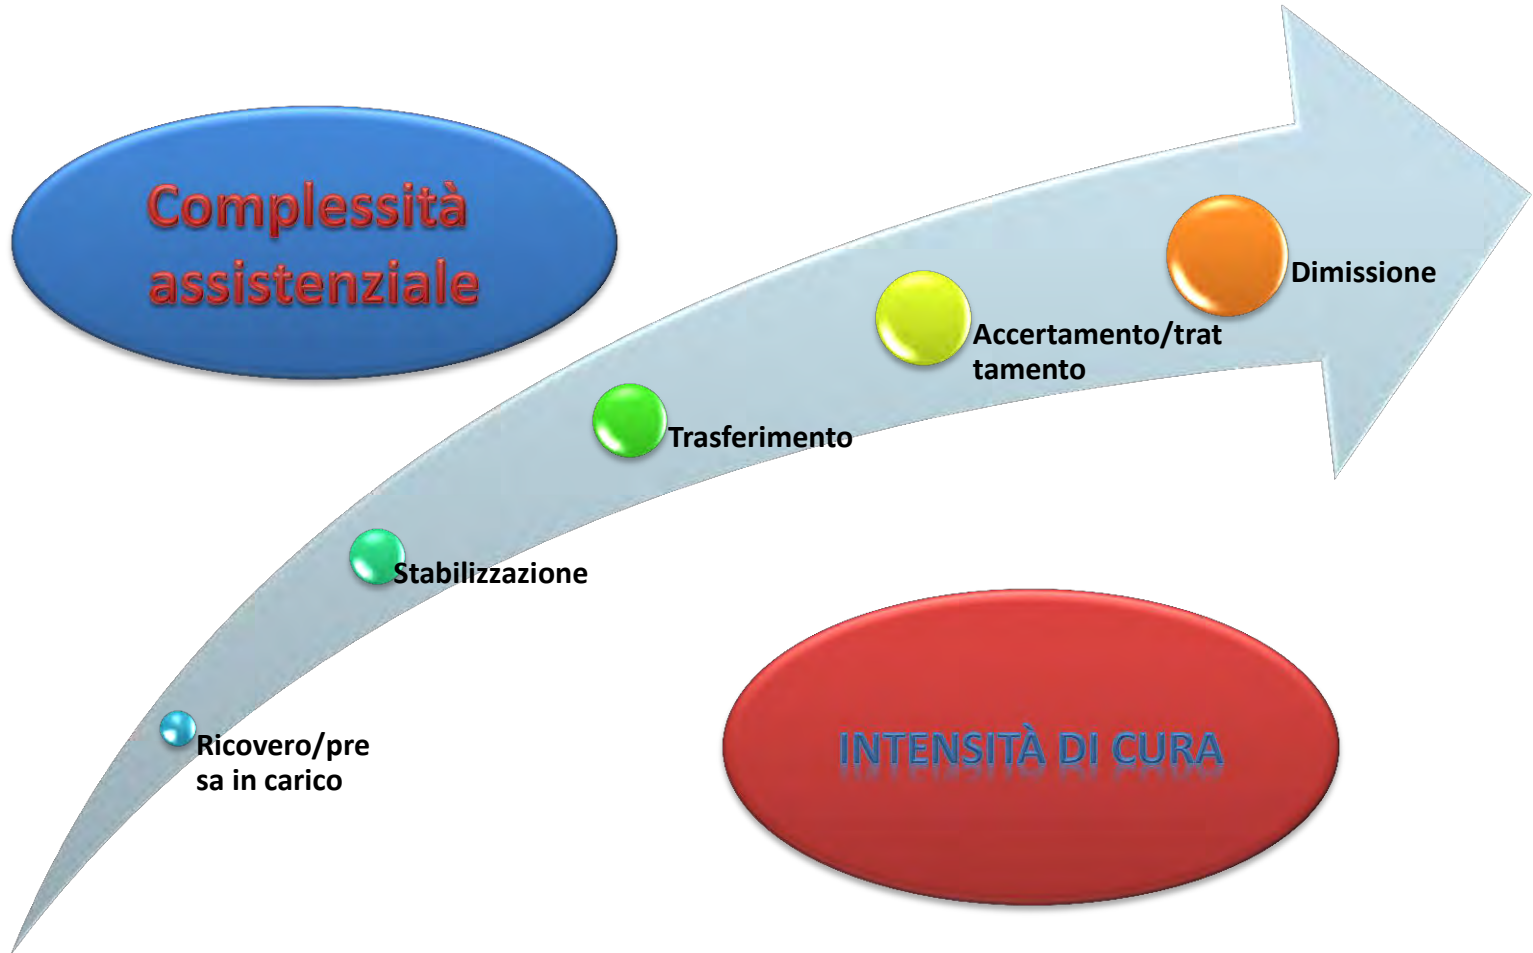 Complessità
assistenziale
Dimissione
Accertamento/trat
tamento
Trasferimento
Stabilizzazione
Ricovero/pre
sa in carico
INTENSITÀ DI CURA